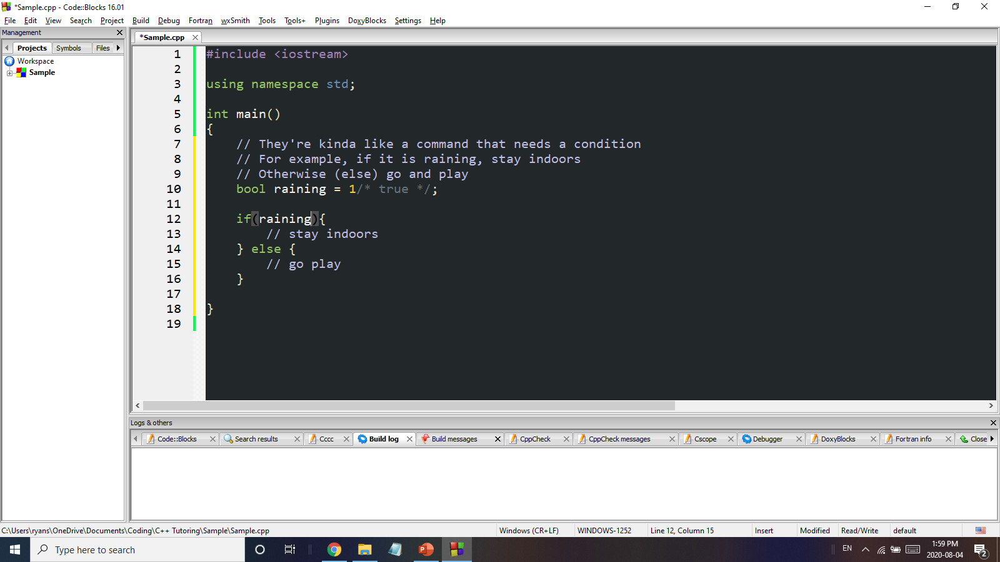 *Sample.cpp - Code::Blocks 16.01
File Edit View Search Project Build Debug Fortran wxSmith Tools Tools+ Plugins DoxyBlocks Settings Help
Management
Projects Symbols Files
Workspace
Sample
*Sample.cpp
1 #include <iostream>
2
3 using namespace std;
4
5 int main()
6 {
7 // They're kinda like a command that needs a condition
8 // For example, if it is raining, stay indoors
9 // Otherwise (else) go and play
10 bool raining = 1/* true */;
11
12 if(raining){
13 // stay indoors
14 } else {
15 // go play
16 }
17
18 }
19
Logs & others
Code::Blocks Search results Cccc Build log Build messages CppCheck CppCheck messages Cscope Debugger DoxyBlocks Fortran info Close
C:\Users\ryans\OneDrive\Documents\Coding\C++ Tutoring\Sample\Sample.cpp Windows (CR+LF) WINDOWS-1252 Line 12, Column 15 Insert Modified Read/Write default
Type here to search
EN
1:59 PM
2020-08-04
2